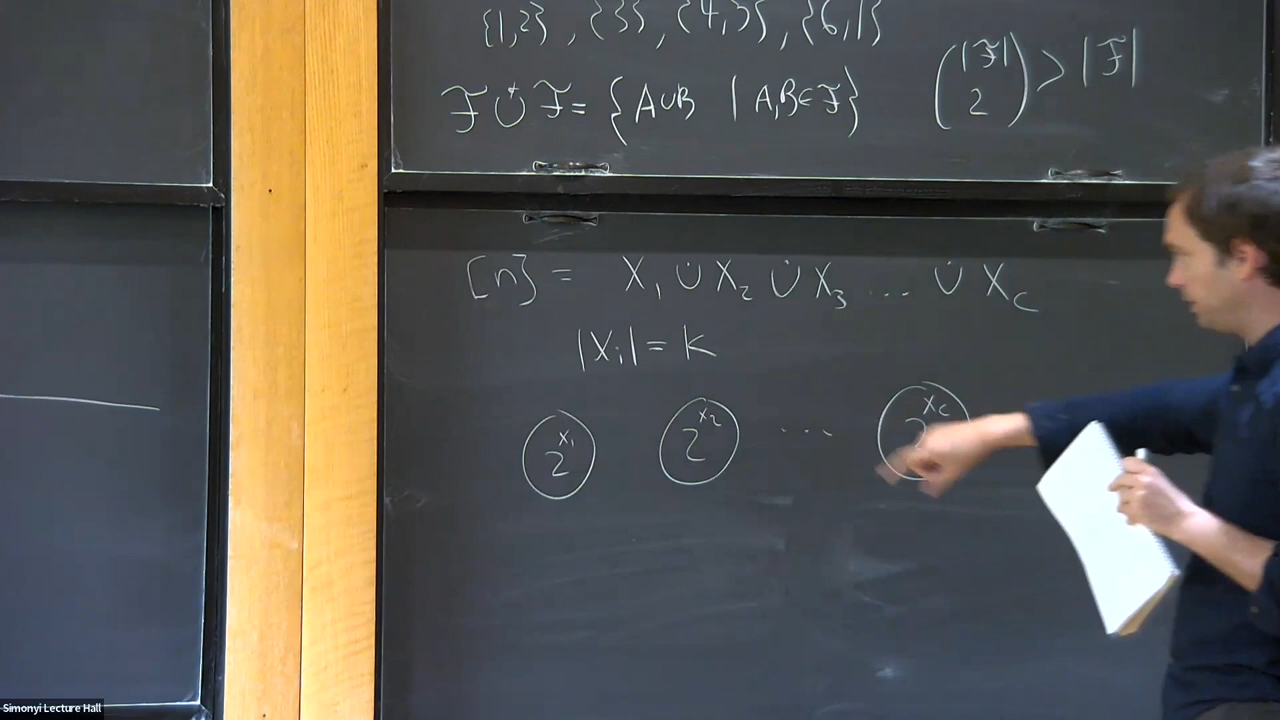 {1,2}, {3}, {4,5}, {6,1}
ℱ ⊍ ℱ = {A∪B | A,B∈ℱ}
(|ℱ| 2) > |ℱ|
[n] = X₁ ⊍ X₂ ⊍ X₃ ... ⊍ X_c
|Xᵢ| = k
2^X₁ 2^X₂ ... 2^X_c
Simonyi Lecture Hall